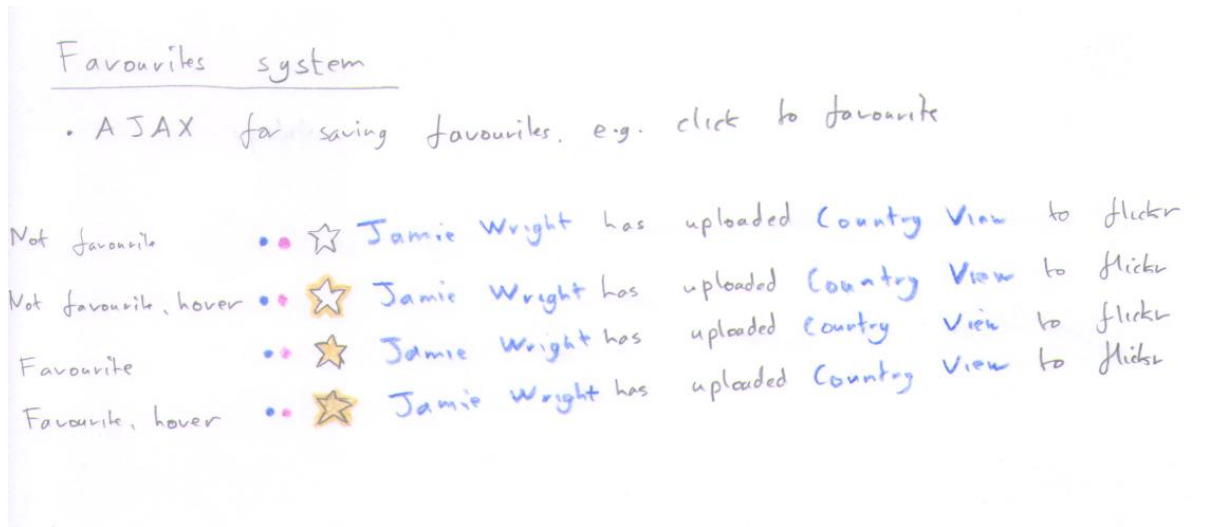 Favourites system
• AJAX for saving favourites. e.g. click to favourite
Not favourite Jamie Wright has uploaded Country View to flickr
Not favourite, hover Jamie Wright has uploaded Country View to flickr
Favourite Jamie Wright has uploaded Country View to flickr
Favourite, hover Jamie Wright has uploaded Country View to flickr